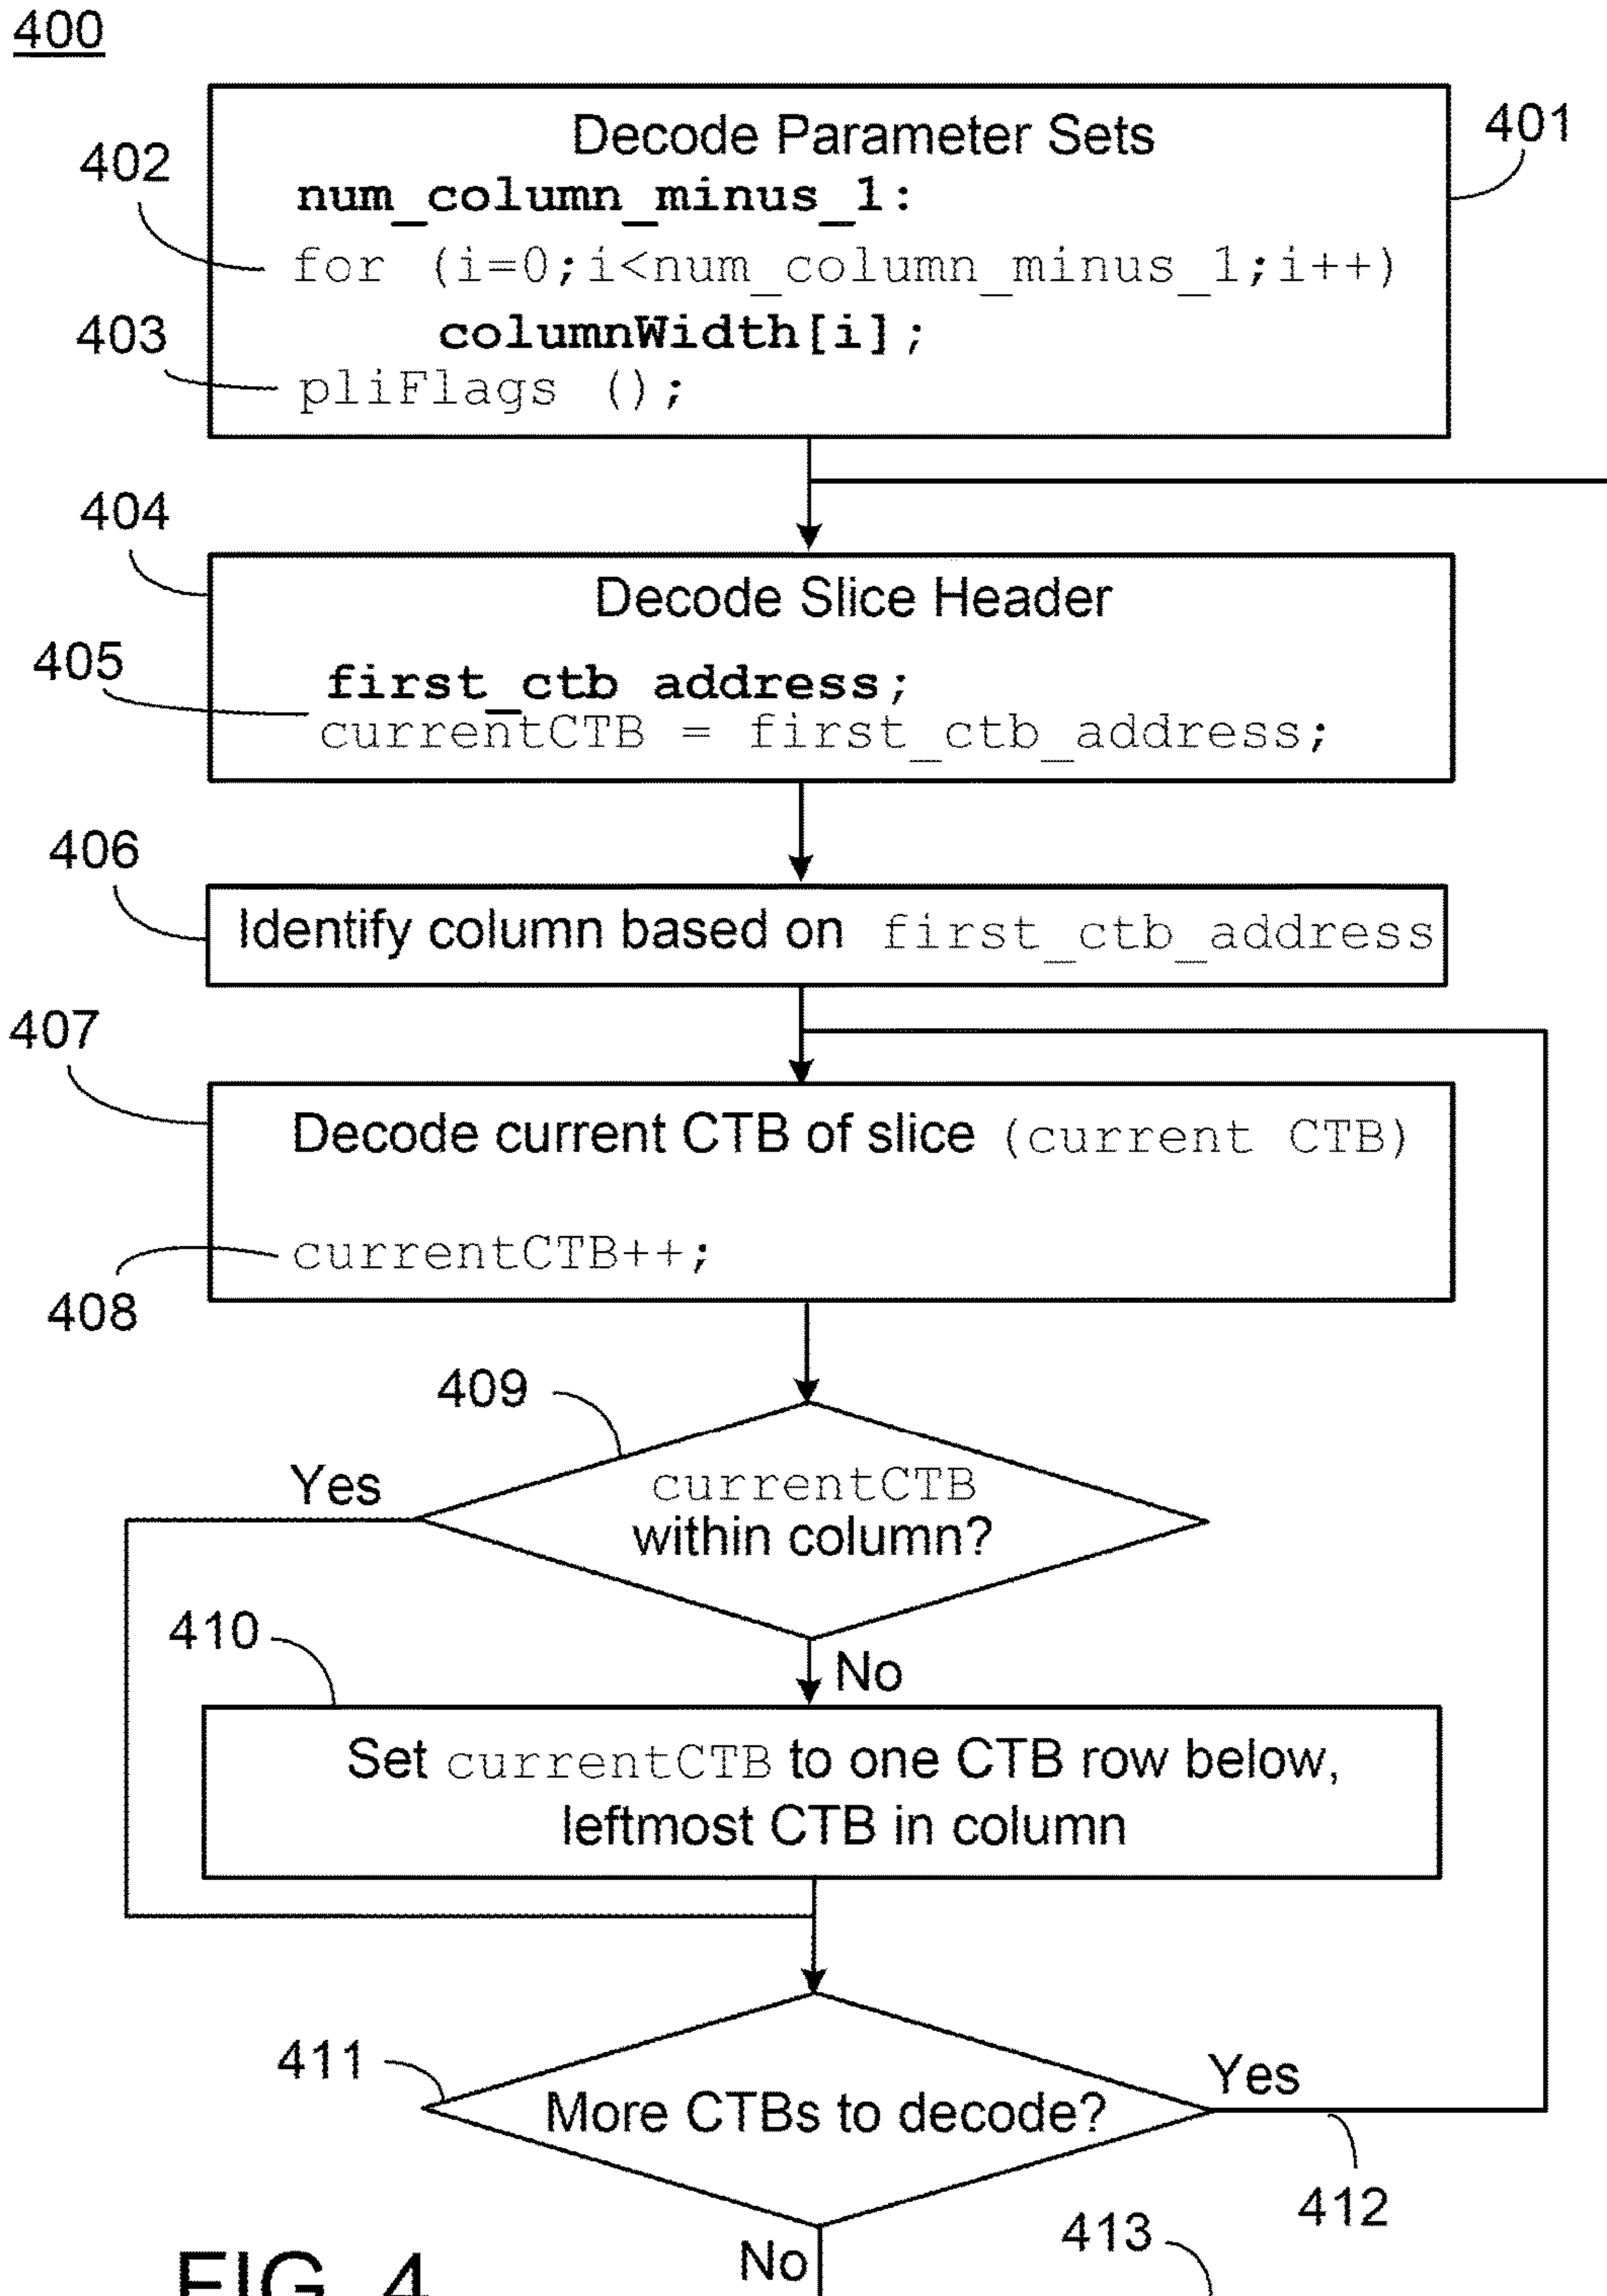 400
401
Decode Parameter Sets
402
num_column_minus_1:
for (i=0;i<num_column_minus_1;i++)
403
columnWidth[i];
pliFlags ();
404
Decode Slice Header
405
first_ctb address;
currentCTB = first_ctb_address;
406
Identify column based on first_ctb_address
407
Decode current CTB of slice (current CTB)
408
currentCTB++;
409
Yes
currentCTB
within column?
410
No
Set currentCTB to one CTB row below,
leftmost CTB in column
411
More CTBs to decode?
Yes
412
413
No
FIG. 4